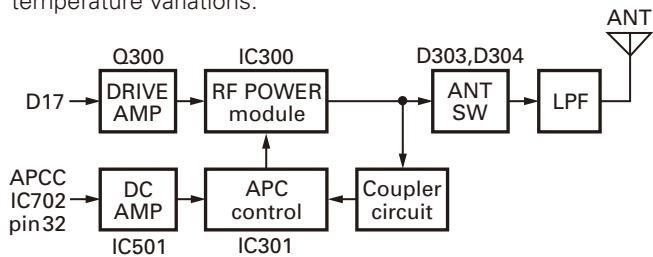 temperature variations.
ANT
Q300
IC300
D303,D304
D17
DRIVE
AMP
RF POWER
module
ANT
SW
LPF
APCC
IC702
pin32
DC
AMP
APC
control
Coupler
circuit
IC501
IC301